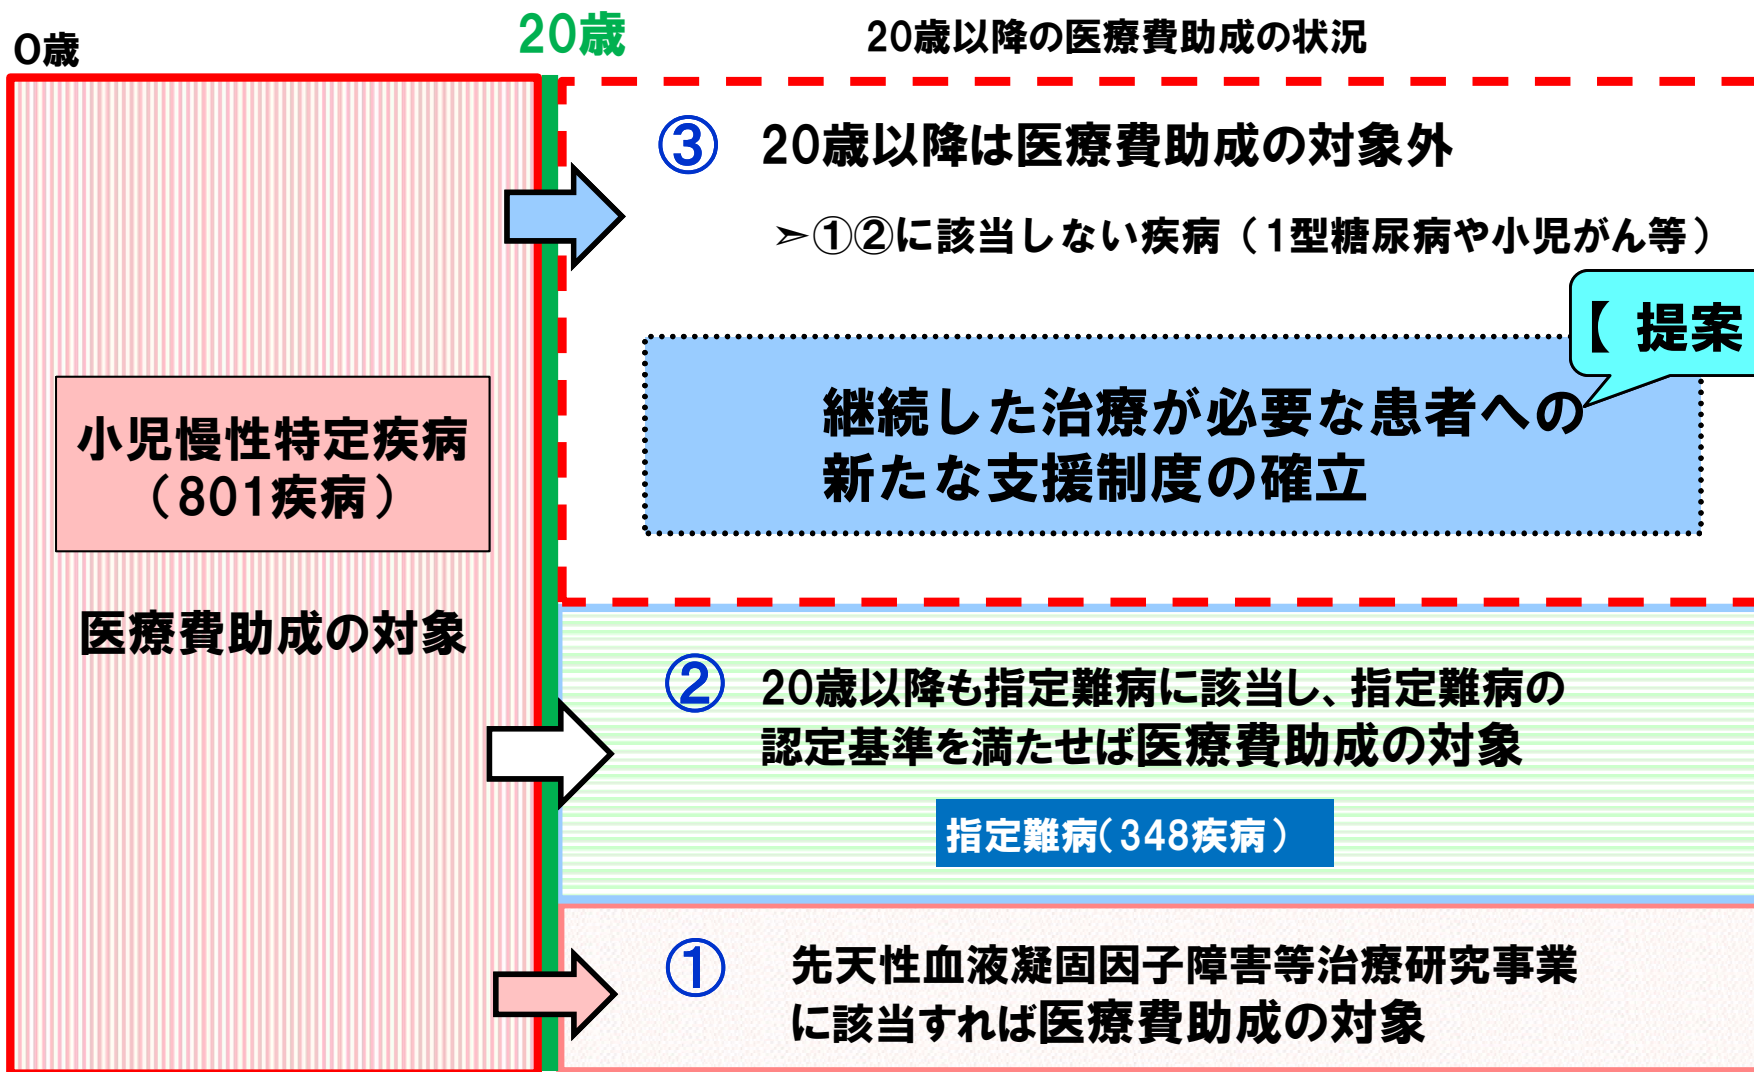 0歳
20歳
20歳以降の医療費助成の状況
小児慢性特定疾病
（801疾病）
医療費助成の対象
③ 20歳以降は医療費助成の対象外
➣①②に該当しない疾病（1型糖尿病や小児がん等）
【 提案
継続した治療が必要な患者への
新たな支援制度の確立
② 20歳以降も指定難病に該当し、指定難病の
認定基準を満たせば医療費助成の対象
指定難病（348疾病）
① 先天性血液凝固因子障害等治療研究事業
に該当すれば医療費助成の対象